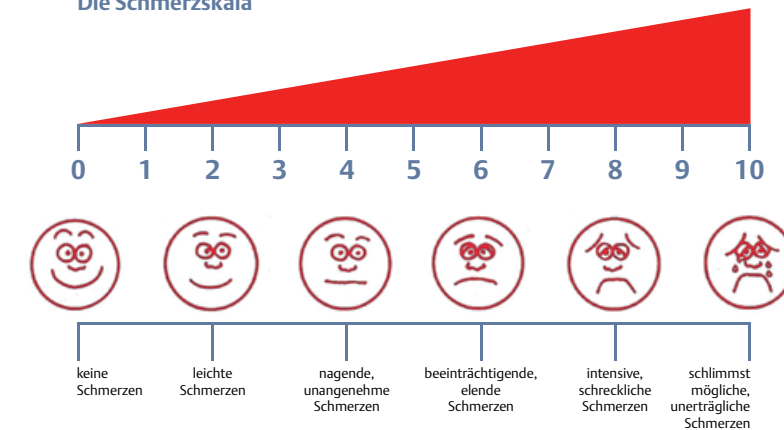 Die Schmerzskala
0 1 2 3 4 5 6 7 8 9 10
keine
Schmerzen
leichte
Schmerzen
nagende,
unangenehme
Schmerzen
beeinträchtigende,
elende
Schmerzen
intensive,
schreckliche
Schmerzen
schlimmst
mögliche,
unerträgliche
Schmerzen